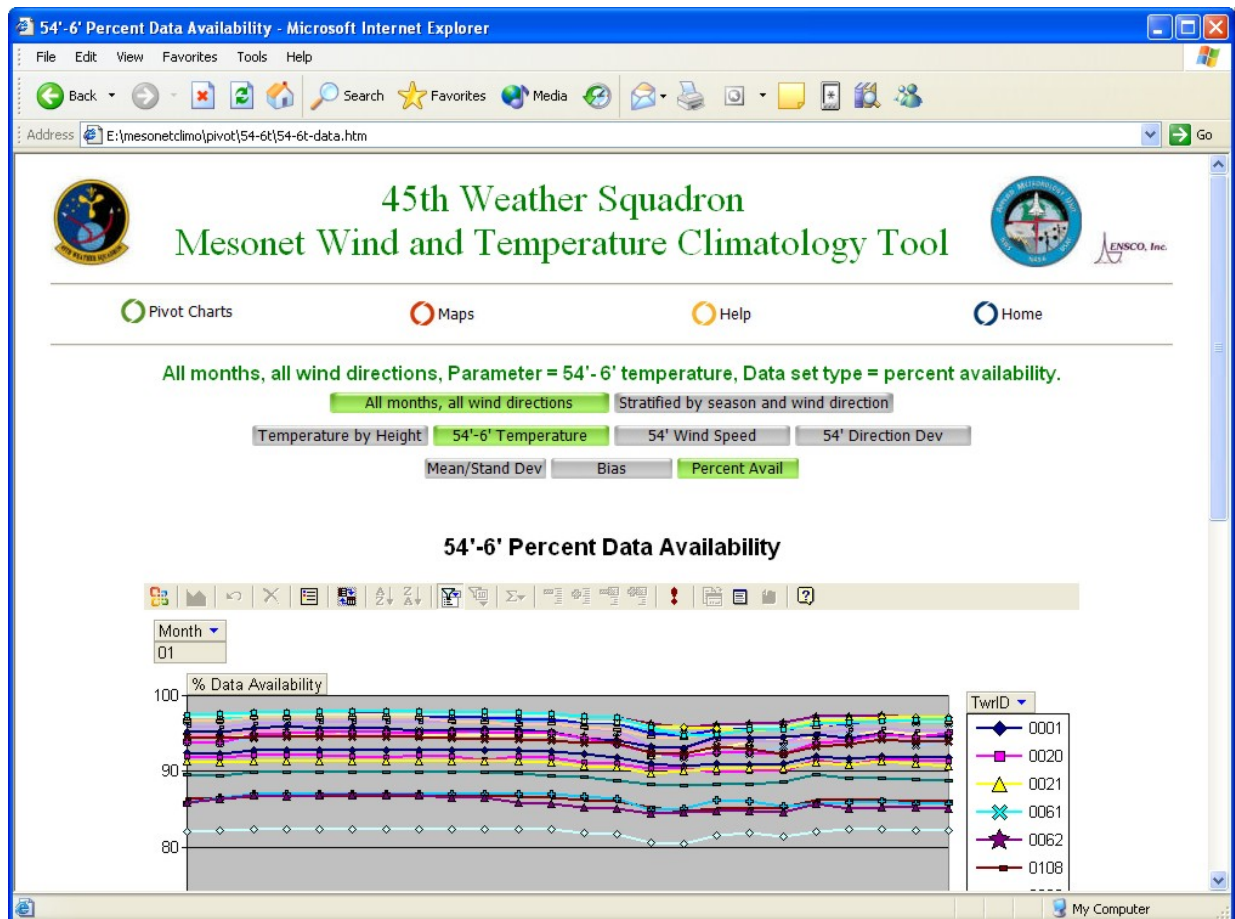 54'-6' Percent Data Availability - Microsoft Internet Explorer
File Edit View Favorites Tools Help
Back Search Favorites Media
Address E:\mesonetclimo\pivot\54-6t\54-6t-data.htm Go
45th Weather Squadron
Mesonet Wind and Temperature Climatology Tool
ENSCO, Inc.
Pivot Charts Maps Help Home
All months, all wind directions, Parameter = 54'- 6' temperature, Data set type = percent availability.
All months, all wind directions Stratified by season and wind direction
Temperature by Height 54'-6' Temperature 54' Wind Speed 54' Direction Dev
Mean/Stand Dev Bias Percent Avail
54'-6' Percent Data Availability
Month
01
% Data Availability
100
90
80
TwrID
0001
0020
0021
0061
0062
0108
My Computer